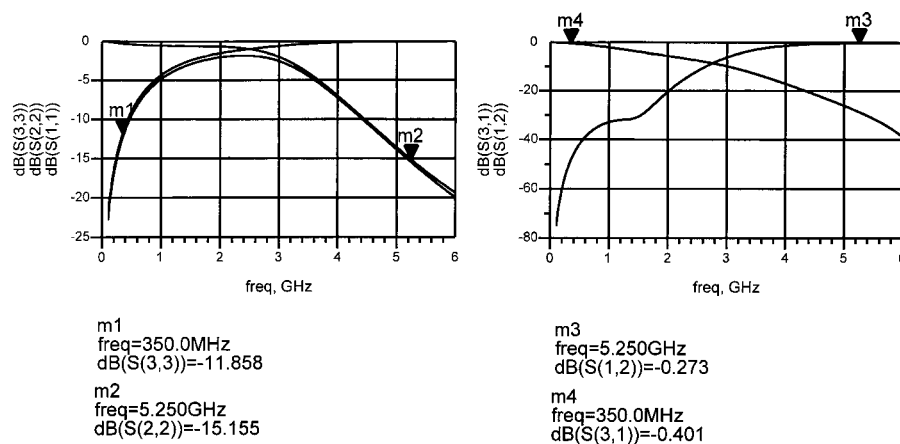 m1
m2
0
-5
-10
-15
-20
-25
dB(S(3,3))
dB(S(2,2))
dB(S(1,1))
0 1 2 3 4 5 6
freq, GHz
m1
freq=350.0MHz
dB(S(3,3))=-11.858
m2
freq=5.250GHz
dB(S(2,2))=-15.155
m4
m3
0
-20
-40
-60
-80
dB(S(3,1))
dB(S(1,2))
0 1 2 3 4 5 6
freq, GHz
m3
freq=5.250GHz
dB(S(1,2))=-0.273
m4
freq=350.0MHz
dB(S(3,1))=-0.401